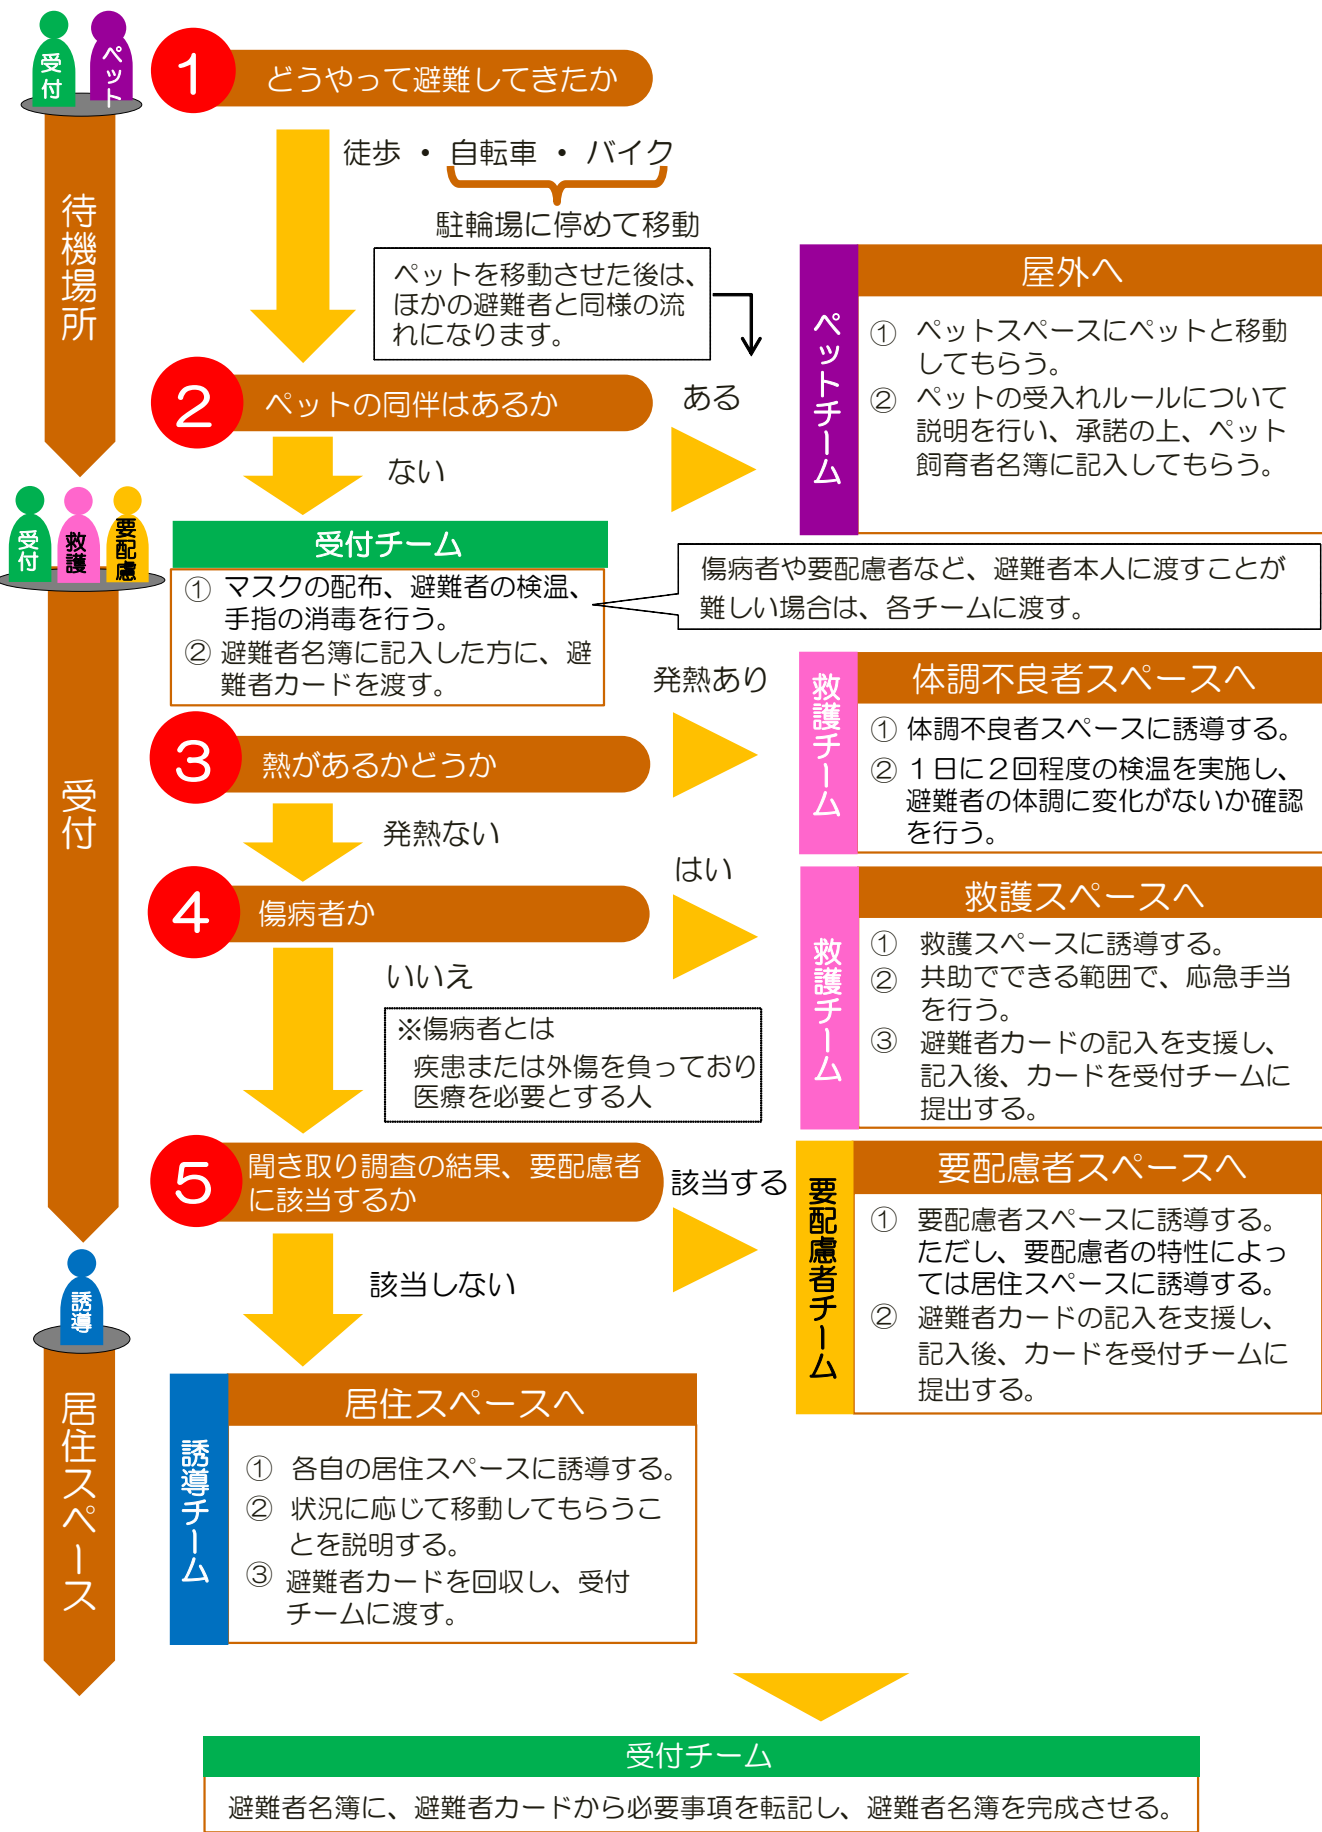 受付
ペット
1
どうやって避難してきたか
徒歩 ・ 自転車 ・ バイク
駐輪場に停めて移動
待機場所
ペットを移動させた後は、
ほかの避難者と同様の流
れになります。
2
ペットの同伴はあるか
ある
ない
ペットチーム
屋外へ
① ペットスペースにペットと移動
してもらう。
② ペットの受入れルールについて
説明を行い、承諾の上、ペット
飼育者名簿に記入してもらう。
受付
救護
要配慮
受付チーム
① マスクの配布、避難者の検温、
手指の消毒を行う。
② 避難者名簿に記入した方に、避
難者カードを渡す。
傷病者や要配慮者など、避難者本人に渡すことが
難しい場合は、各チームに渡す。
受付
3
熱があるかどうか
発熱あり
発熱ない
救護チーム
体調不良者スペースへ
① 体調不良者スペースに誘導する。
② １日に２回程度の検温を実施し、
避難者の体調に変化がないか確認
を行う。
4
傷病者か
はい
いいえ
※傷病者とは
疾患または外傷を負っており
医療を必要とする人
救護チーム
救護スペースへ
① 救護スペースに誘導する。
② 共助でできる範囲で、応急手当
を行う。
③ 避難者カードの記入を支援し、
記入後、カードを受付チームに
提出する。
5
聞き取り調査の結果、要配慮者
に該当するか
該当する
該当しない
要配慮者チーム
要配慮者スペースへ
① 要配慮者スペースに誘導する。
ただし、要配慮者の特性によっ
ては居住スペースに誘導する。
② 避難者カードの記入を支援し、
記入後、カードを受付チームに
提出する。
誘導
居住スペース
誘導チーム
居住スペースへ
① 各自の居住スペースに誘導する。
② 状況に応じて移動してもらうこ
とを説明する。
③ 避難者カードを回収し、受付
チームに渡す。
受付チーム
避難者名簿に、避難者カードから必要事項を転記し、避難者名簿を完成させる。